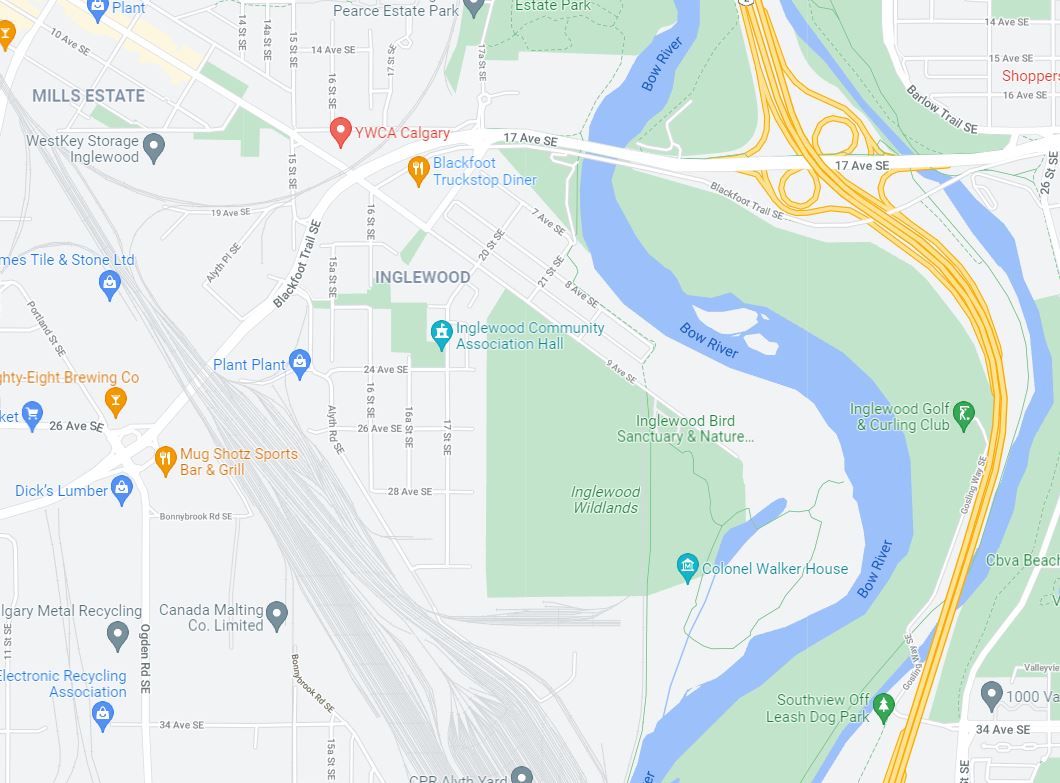 Plant
Pearce Estate Park
Estate Park
10 Ave SE
14 St SE
14a St SE
15 St SE
14 Ave SE
16 St SE
17 St SE
17a St SE
Bow River
14 Ave SE
15 Ave SE
Shoppers
16 Ave SE
Barlow Trail SE
MILLS ESTATE
WestKey Storage
Inglewood
YWCA Calgary
17 Ave SE
17 Ave SE
Blackfoot
Truckstop Diner
15 St SE
26 St SE
Blackfoot Trail SE
19 Ave SE
16 St SE
7 Ave SE
20 St SE
Alyth Pl SE
Blackfoot Trail SE
mes Tile & Stone Ltd
15a St SE
INGLEWOOD
21 St SE
8 Ave SE
Portland St SE
Inglewood Community
Association Hall
Bow River
Plant Plant
24 Ave SE
9 Ave SE
ghty-Eight Brewing Co
ket
26 Ave SE
Alyth Rd SE
16 St SE
16a St SE
17 St SE
26 Ave SE
Inglewood Bird
Sanctuary & Nature...
Inglewood Golf
& Curling Club
Mug Shotz Sports
Bar & Grill
Dick's Lumber
28 Ave SE
Inglewood
Wildlands
Gosling Way SE
Bonnybrook Rd SE
Colonel Walker House
Bow River
Cbva Beach
lgary Metal Recycling
Canada Malting
Co. Limited
11 St SE
Ogden Rd SE
Electronic Recycling
Association
Bonnybrook Rd SE
Gosling Way SE
Valleyvie
Southview Off
Leash Dog Park
1000 Va
34 Ave SE
34 Ave SE
15a St SE
St SE
CPR Alyth Yard